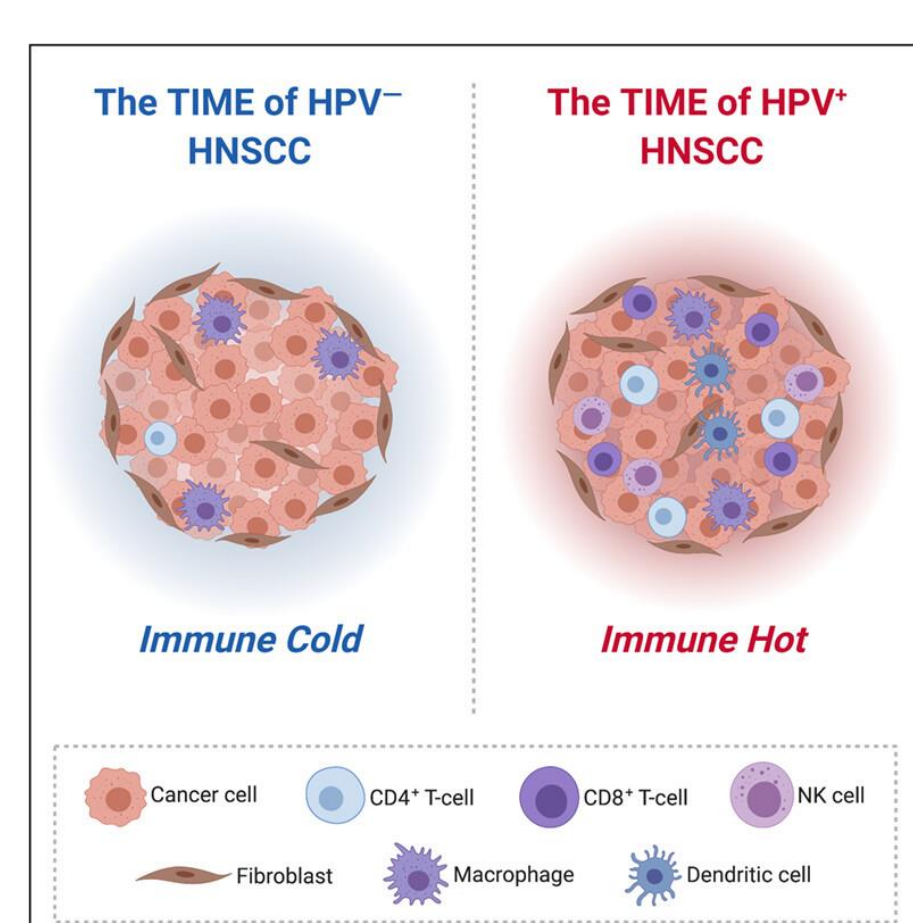 The TIME of HPV—
HNSCC
The TIME of HPV⁺
HNSCC
Immune Cold
Immune Hot
Cancer cell
CD4⁺ T-cell
CD8⁺ T-cell
NK cell
Fibroblast
Macrophage
Dendritic cell